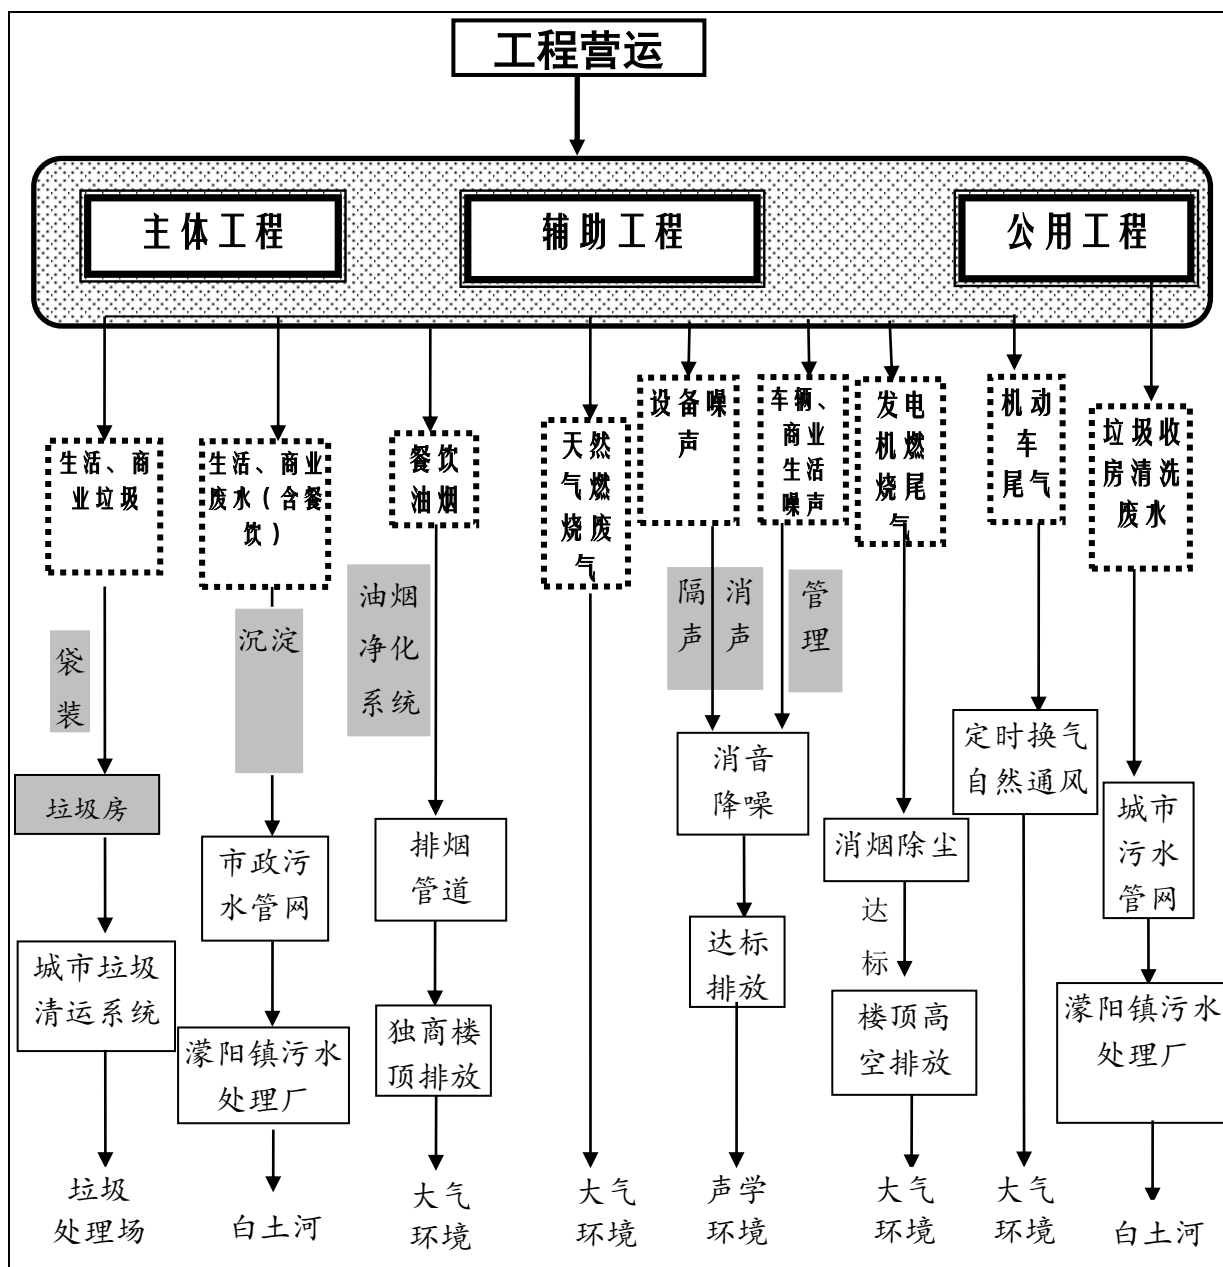 工程营运
主体工程
辅助工程
公用工程
生活、商
业垃圾
生活、商业
废水（含餐
饮）
餐饮
油烟
天然
气燃
烧废
气
设备噪
声
车辆、
商业
生活
噪声
发电
机燃
烧尾
气
机动
车
尾气
垃圾收
房清洗
废水
袋
装
沉淀
油烟
净化
系统
隔
声
消
声
管
理
垃圾房
市政污
水管网
排烟
管道
消音
降噪
消烟除尘
定时换气
自然通风
城市
污水
管网
城市垃圾
清运系统
濛阳镇污水
处理厂
独商楼
顶排放
达标
排放
达
标
楼顶高
空排放
濛阳镇污水
处理厂
垃圾
处理场
白土河
大气
环境
大气
环境
声学
环境
大气
环境
大气
环境
白土河